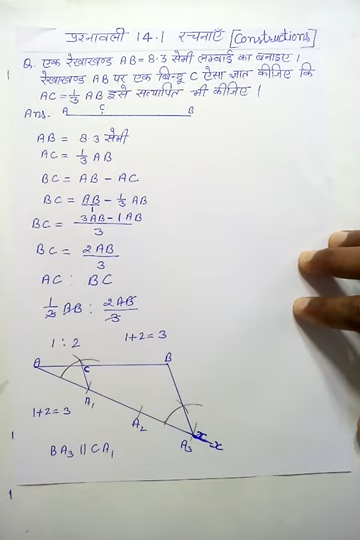 प्रश्नावली 14.1 रचनाएँ [Constructions]
Q. एक रेखाखण्ड AB = 8.3 सेमी लम्बाई का बनाइए।
रेखाखण्ड AB पर एक बिन्दू C ऐसा ज्ञात कीजिए कि
AC = 1/3 AB इसे सत्यापित भी कीजिए।
Ans. A C B
AB = 8.3 सेमी
AC = 1/3 AB
BC = AB - AC
BC = AB/1 - 1/3 AB
BC = 3AB - 1AB / 3
BC = 2AB / 3
AC : BC
1/3 AB : 2AB/3
1 : 2 1+2=3
A C B
A1
1+2=3
A2
A3 x x
BA3 || CA1
1
1